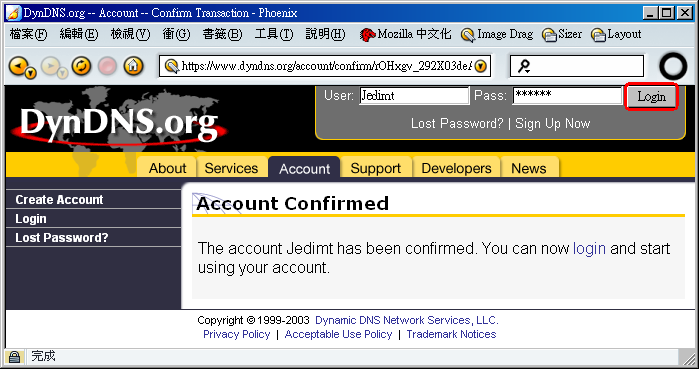 DynDNS.org -- Account -- Confirm Transaction - Phoenix
檔案(F) 編輯(E) 檢視(V) 衝(G) 書籤(B) 工具(T) 說明(H) Mozilla 中文化 Image Drag Sizer Layout
https://www.dyndns.org/account/confirm/rOHxgv_292X03de
User: Jedimt Pass: ****** Login
Lost Password? | Sign Up Now
DynDNS.org
About Services Account Support Developers News
Create Account
Login
Lost Password?
Account Confirmed
The account Jedimt has been confirmed. You can now login and start
using your account.
Copyright © 1999-2003 Dynamic DNS Network Services, LLC.
Privacy Policy | Acceptable Use Policy | Trademark Notices
完成